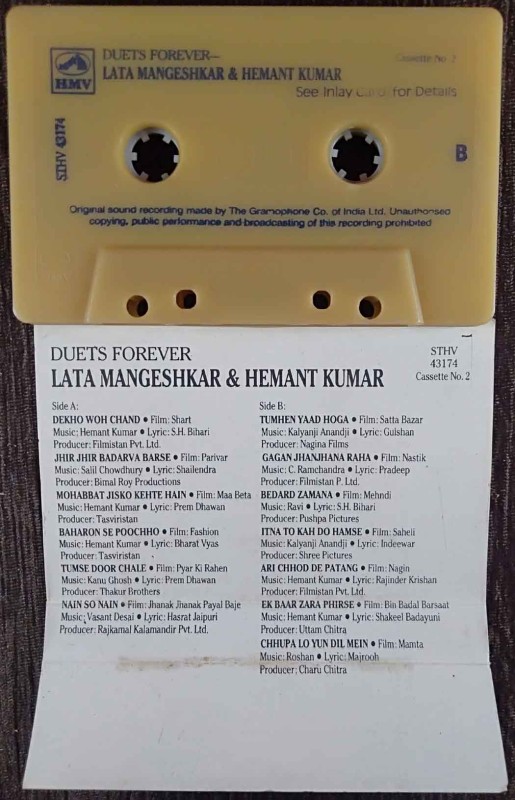 DUETS FOREVER—
Cassette No. 2
LATA MANGESHKAR & HEMANT KUMAR
HMV
See Inlay Card for Details
STHV 43174
B
Original sound recording made by The Gramophone Co. of India Ltd. Unauthorised
copying, public performance and broadcasting of this recording prohibited
DUETS FOREVER
LATA MANGESHKAR & HEMANT KUMAR
STHV
43174
Cassette No. 2
Side A:
DEKHO WOH CHAND • Film: Shart
Music: Hemant Kumar • Lyric: S.H. Bihari
Producer: Filmistan Pvt. Ltd.
JHIR JHIR BADARVA BARSE • Film: Parivar
Music: Salil Chowdhury • Lyric: Shailendra
Producer: Bimal Roy Productions
MOHABBAT JISKO KEHTE HAIN • Film: Maa Beta
Music: Hemant Kumar • Lyric: Prem Dhawan
Producer: Tasviristan
BAHARON SE POOCHHO • Film: Fashion
Music: Hemant Kumar • Lyric: Bharat Vyas
Producer: Tasviristan
TUMSE DOOR CHALE • Film: Pyar Ki Rahen
Music: Kanu Ghosh • Lyric: Prem Dhawan
Producer: Thakur Brothers
NAIN SO NAIN • Film: Jhanak Jhanak Payal Baje
Music: Vasant Desai • Lyric: Hasrat Jaipuri
Producer: Rajkamal Kalamandir Pvt. Ltd.
Side B:
TUMHEN YAAD HOGA • Film: Satta Bazar
Music: Kalyanji Anandji • Lyric: Gulshan
Producer: Nagina Films
GAGAN JHANJHANA RAHA • Film: Nastik
Music: C. Ramchandra • Lyric: Pradeep
Producer: Filmistan P. Ltd.
BEDARD ZAMANA • Film: Mehndi
Music: Ravi • Lyric: S.H. Bihari
Producer: Pushpa Pictures
ITNA TO KAH DO HAMSE • Film: Saheli
Music: Kalyanji Anandji • Lyric: Indeewar
Producer: Shree Pictures
ARI CHHOD DE PATANG • Film: Nagin
Music: Hemant Kumar • Lyric: Rajinder Krishan
Producer: Filmistan Pvt. Ltd.
EK BAAR ZARA PHIRSE • Film: Bin Badal Barsaat
Music: Hemant Kumar • Lyric: Shakeel Badayuni
Producer: Uttam Chitra
CHHUPA LO YUN DIL MEIN • Film: Mamta
Music: Roshan • Lyric: Majrooh
Producer: Charu Chitra